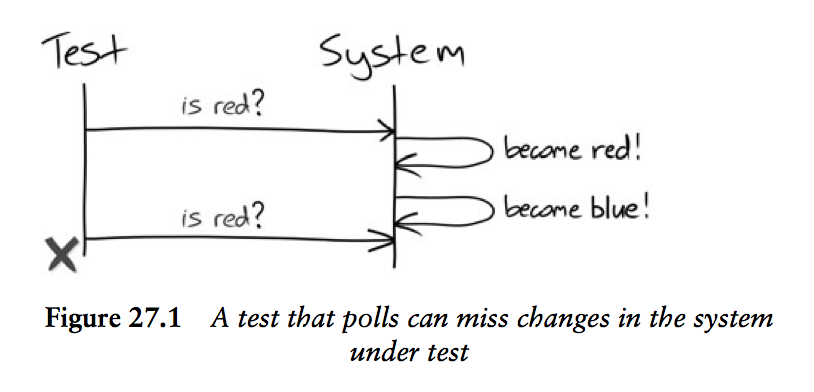 Test System
is red?
become red!
become blue!
is red?
X
Figure 27.1 A test that polls can miss changes in the system
under test